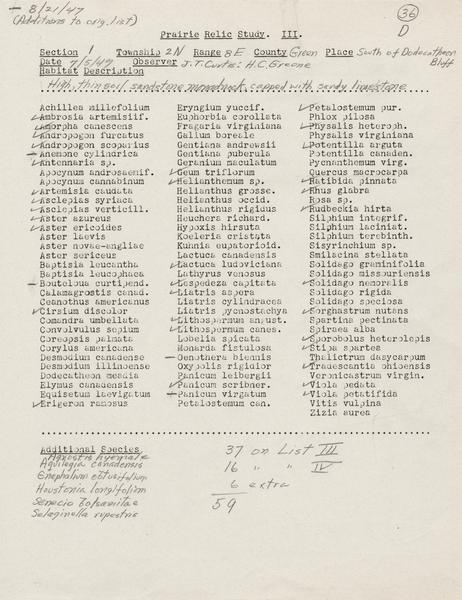 — 8/21/47
(Additions to orig. list)
36
D
Prairie Relic Study. III.
Section 1 Township 2N Range 8E County Green Place South of Dodecatheon Bluff
Date 7/5/47 Observer J.T. Curtis: H.C. Greene
Habitat Description
High, thin soil sandstone capped with sandy limestone
Achillea millefolium
✓Ambrosia artemisiif.
✓Amorpha canescens
✓Andropogon furcatus
✓Andropogon scoparius
—Anemone cylindrica
✓Antennaria sp.
Apocynum androsaemif.
Apocynum cannabinum
✓Artemisia caudata
✓Asclepias syriaca
✓Asclepias verticill.
✓Aster azureus
✓Aster ericoides
Aster laevis
Aster novae-angliae
Aster sericeus
Baptisia leucantha
Baptisia leucophaea
—Bouteloua curtipend.
Calamagrostis canad.
Ceanothus americanus
✓Cirsium discolor
Comandra umbellata
Convolvulus sepium
Coreopsis palmata
Corylus americana
Desmodium canadense
Desmodium illinoense
Dodecatheon meadia
Elymus canadensis
Equisetum laevigatum
✓Erigeron ramosus
Eryngium yuccif.
Euphorbia corollata
Fragaria virginiana
Galium boreale
Gentiana andrewsii
Gentiana puberula
Geranium maculatum
✓Geum triflorum
✓Helianthemum sp.
Helianthus grosse.
Helianthus occid.
Helianthus rigidus
Heuchera richard.
Hypoxis hirsuta
Koeleria cristata
Kuhnia eupatorioid.
Lactuca canadensis
✓Lactuca ludoviciana
Lathyrus venosus
✓Lespedeza capitata
✓Liatris aspera
Liatris cylindracea
Liatris pycnostachya
Lithospermum angust.
✓Lithospermum canes.
Lobelia spicata
Monarda fistulosa
—Oenothera biennis
Oxypolis rigidior
Panicum leibergii
✓Panicum scribner.
—Panicum virgatum
Petalostemum can.
✓Petalostemum pur.
Phlox pilosa
✓Physalis heteroph.
Physalis virginiana
✓Potentilla arguta
Potentilla canaden.
Pycnanthemum virg.
Quercus macrocarpa
✓Ratibida pinnata
✓Rhus glabra
Rosa sp.
✓Rudbeckia hirta
Silphium integrif.
Silphium laciniat.
Silphium terebinth.
Sisyrinchium sp.
Smilacina stellata
Solidago graminifolia
Solidago missouriensis
✓Solidago nemoralis
Solidago rigida
Solidago speciosa
✓Sorghastrum nutans
Spartina pectinata
Spiraea alba
✓Sporobolus heterolepis
✓Stipa spartea
Thalictrum dasycarpum
✓Tradescantia ohioensis
Veronicastrum virgin.
✓Viola pedata
✓Viola pedatifida
Vitis vulpina
Zizia aurea
Additional Species
Agrostis hyemale
Aquilegia canadensis
Gnaphalium obtusifolium
Houstonia longifolium
Senecio balsamitae
Selaginella rupestris
37 on List III
16 " " IV
6 extra
59